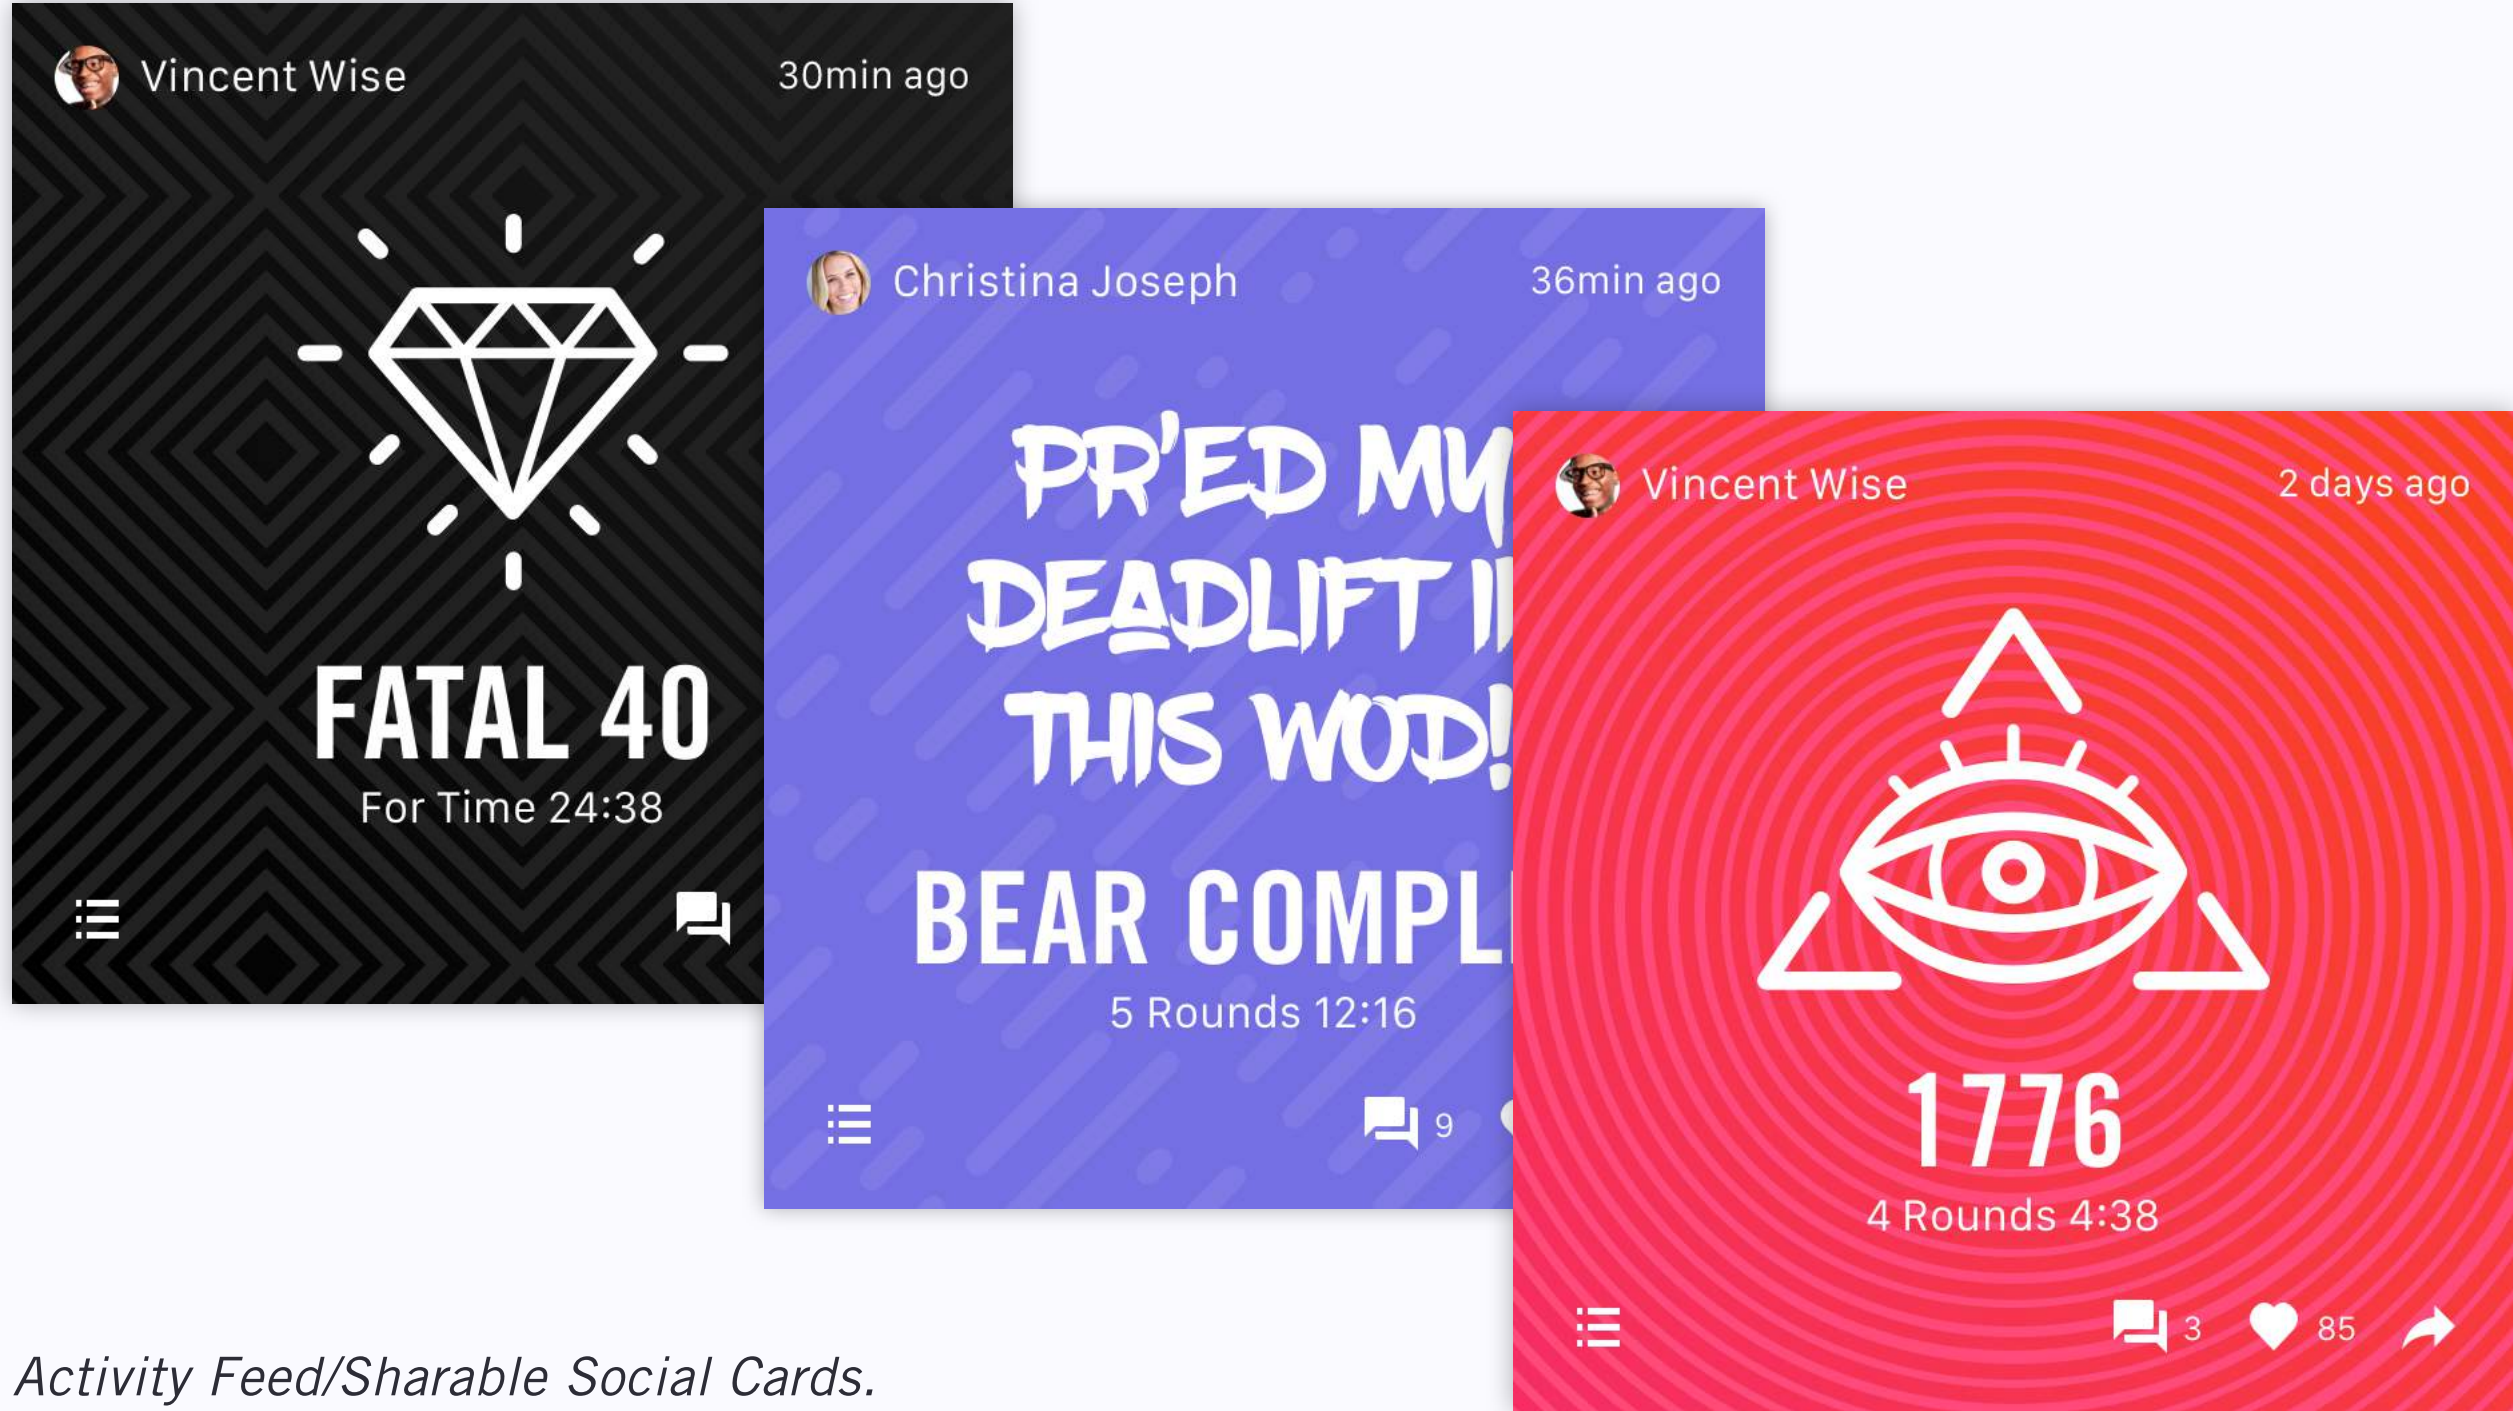 Vincent Wise
30min ago
FATAL 40
For Time 24:38
Christina Joseph
36min ago
PR'ED MY
DEADLIFT
THIS WOD!
BEAR
5 Rounds 12:16
9
Vincent Wise
2 days ago
1776
4 Rounds 4:38
3
85
Activity Feed/Sharable Social Cards.